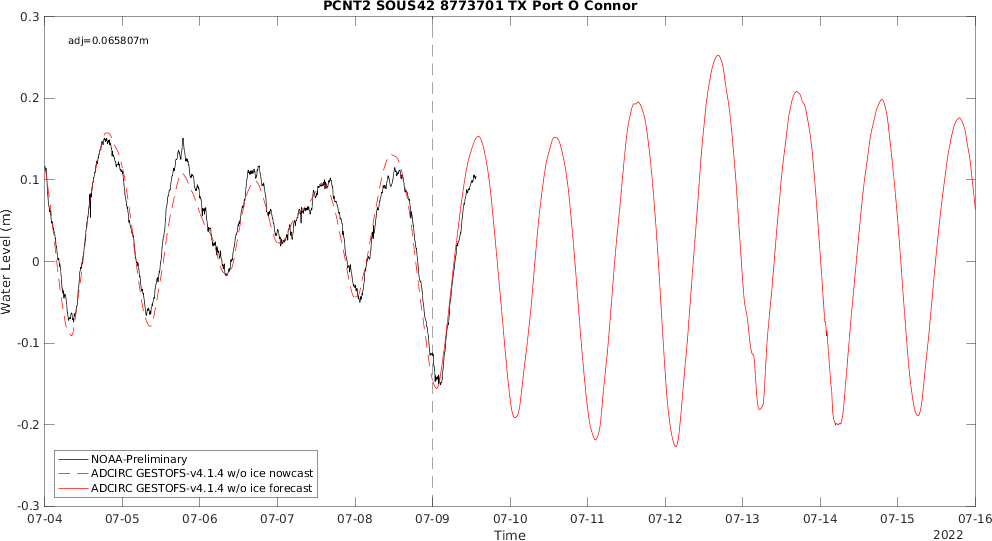 PCNT2 SOUS42 8773701 TX Port O Connor
adj=0.065807m
0.3
0.2
0.1
0
-0.1
-0.2
-0.3
Water Level (m)
NOAA-Preliminary
ADCIRC GESTOFS-v4.1.4 w/o ice nowcast
ADCIRC GESTOFS-v4.1.4 w/o ice forecast
07-04 07-05 07-06 07-07 07-08 07-09 07-10 07-11 07-12 07-13 07-14 07-15 07-16
Time
2022